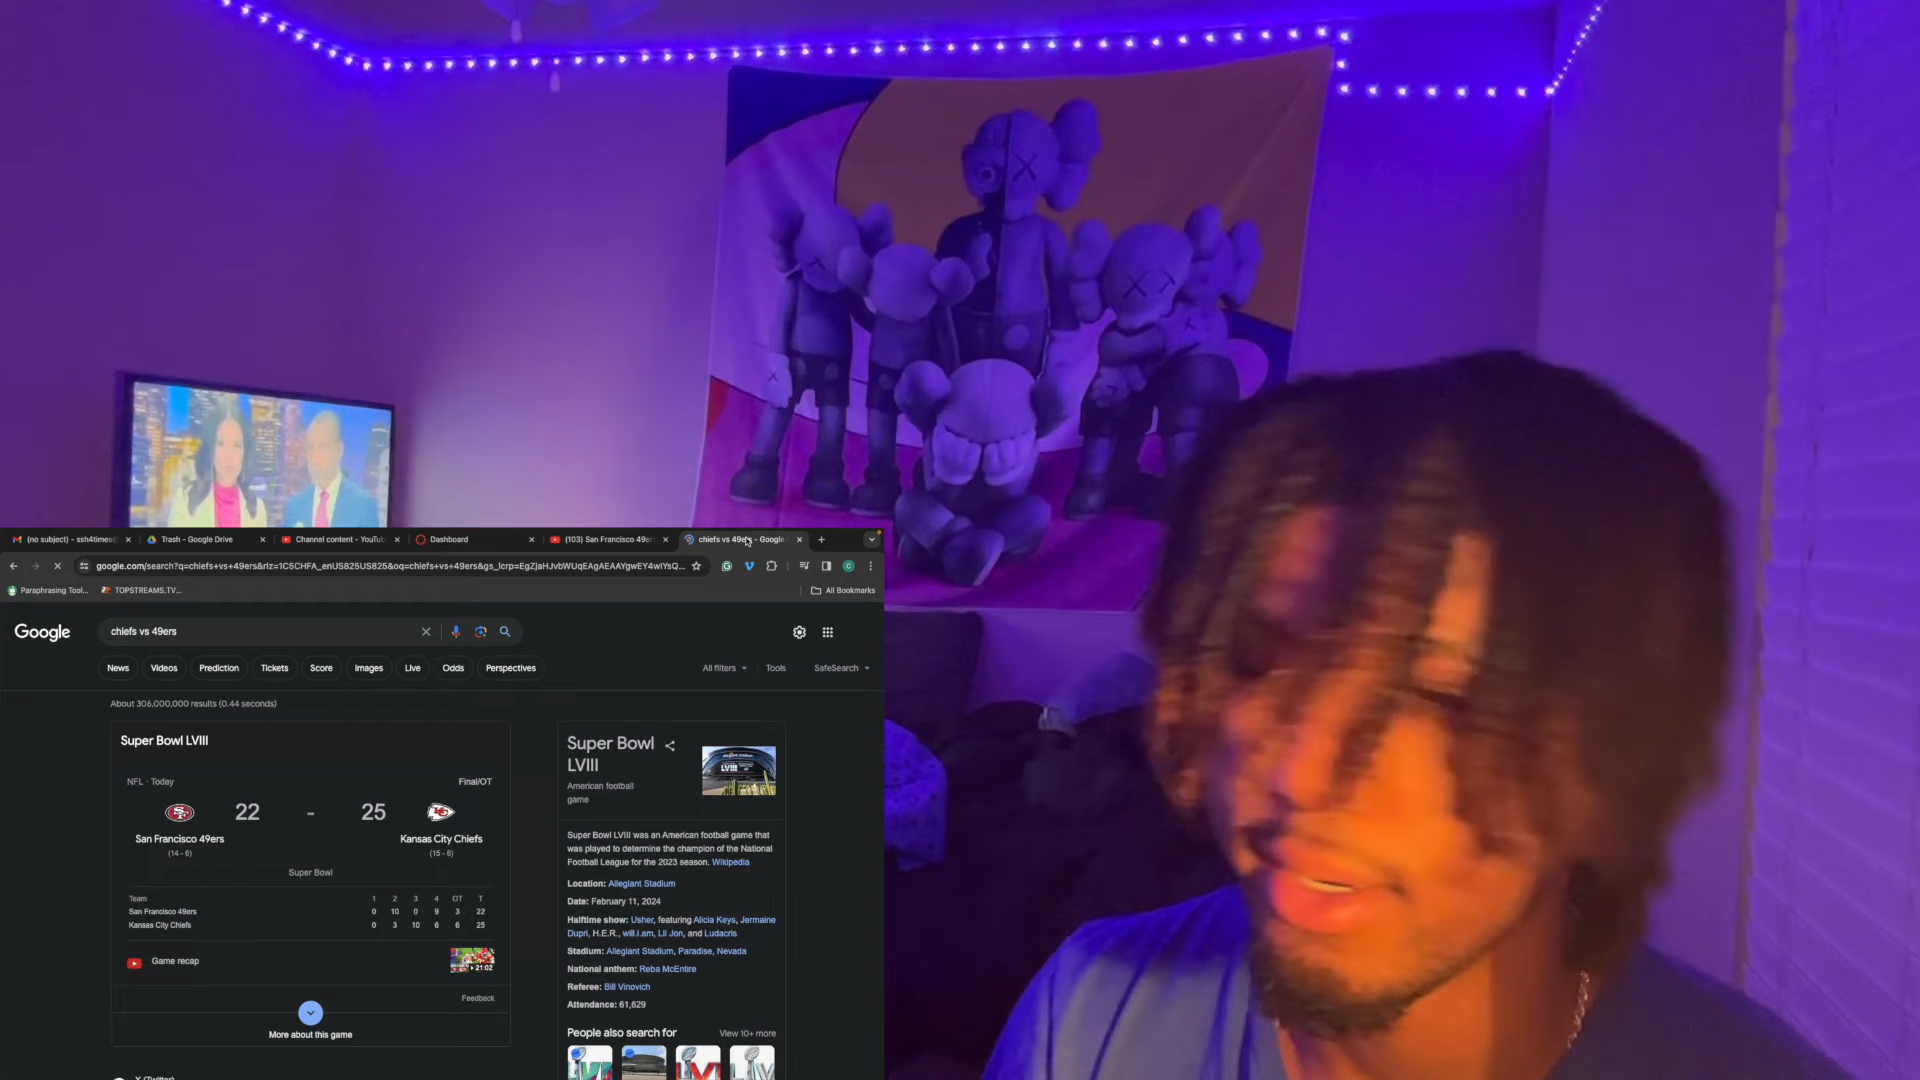 (no subject) - ssh4times
Trash - Google Drive
Channel content - YouTub
Dashboard
(103) San Francisco 49er
chiefs vs 49ers - Google
google.com/search?q=chiefs+vs+49ers&rlz=1C5CHFA_enUS825US825&oq=chiefs+vs+49ers&gs_lcrp=EgZjaHJvbWUqEAgAEAAYgwEY4wIYsQ...
Paraphrasing Tool...
TOPSTREAMS.TV...
All Bookmarks
Google
chiefs vs 49ers
News
Videos
Prediction
Tickets
Score
Images
Live
Odds
Perspectives
All filters
Tools
SafeSearch
About 306,000,000 results (0.44 seconds)
Super Bowl LVIII
NFL · Today
Final/OT
22 - 25
San Francisco 49ers
(14 - 6)
Kansas City Chiefs
(15 - 6)
Super Bowl
Team 1 2 3 4 OT T
San Francisco 49ers 0 10 0 9 3 22
Kansas City Chiefs 0 3 10 6 6 25
Game recap
21:02
Feedback
More about this game
Super Bowl
LVIII
American football
game
Super Bowl LVIII was an American football game that
was played to determine the champion of the National
Football League for the 2023 season. Wikipedia
Location: Allegiant Stadium
Date: February 11, 2024
Halftime show: Usher, featuring Alicia Keys, Jermaine
Dupri, H.E.R., will.i.am, Lil Jon, and Ludacris
Stadium: Allegiant Stadium, Paradise, Nevada
National anthem: Reba McEntire
Referee: Bill Vinovich
Attendance: 61,629
People also search for
View 10+ more
X (Twitter)